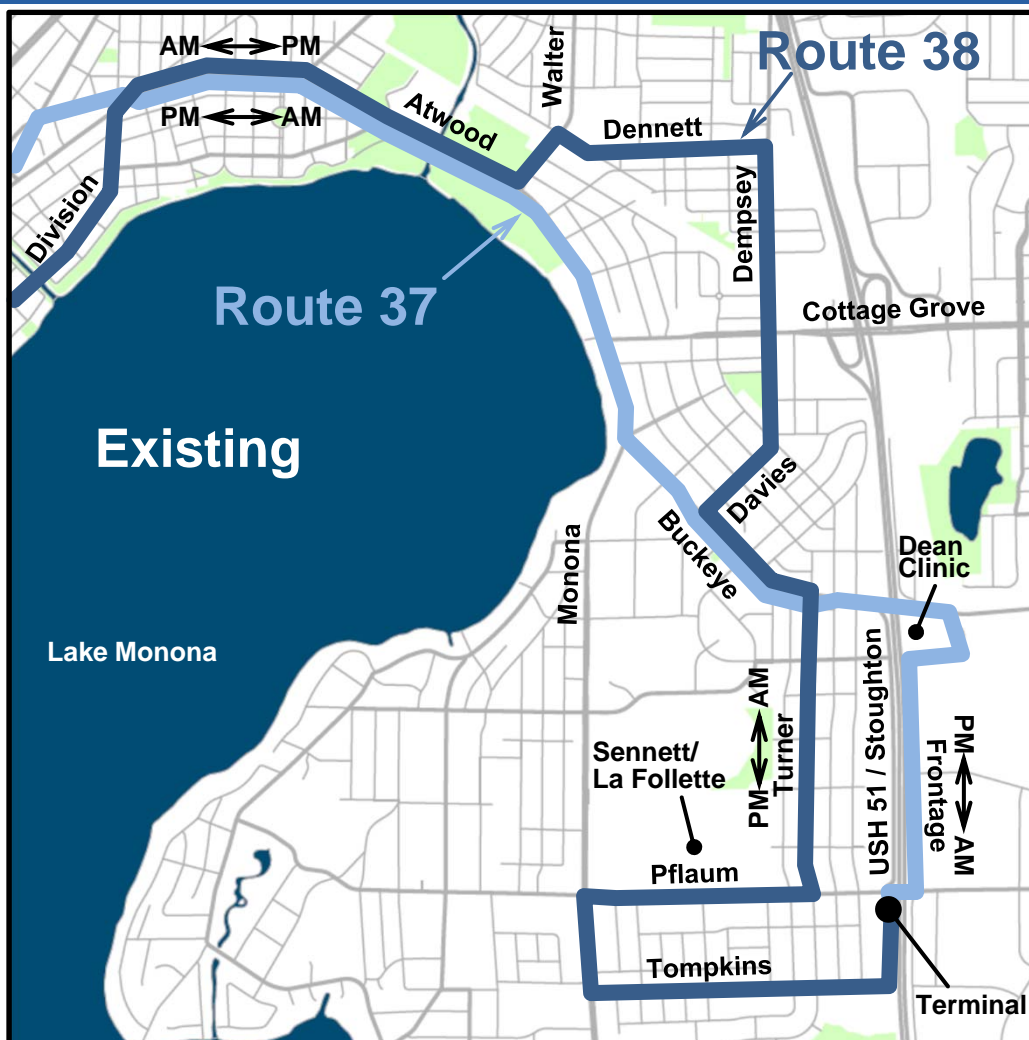 AM PM
PM AM
Atwood
Walter
Route 38
Dennett
Dempsey
Division
Route 37
Cottage Grove
Existing
Davies
Buckeye
Dean
Clinic
Monona
Lake Monona
USH 51 / Stoughton
PM AM
Turner
Sennett/
La Follette
PM AM
Frontage
Pflaum
Tompkins
Terminal